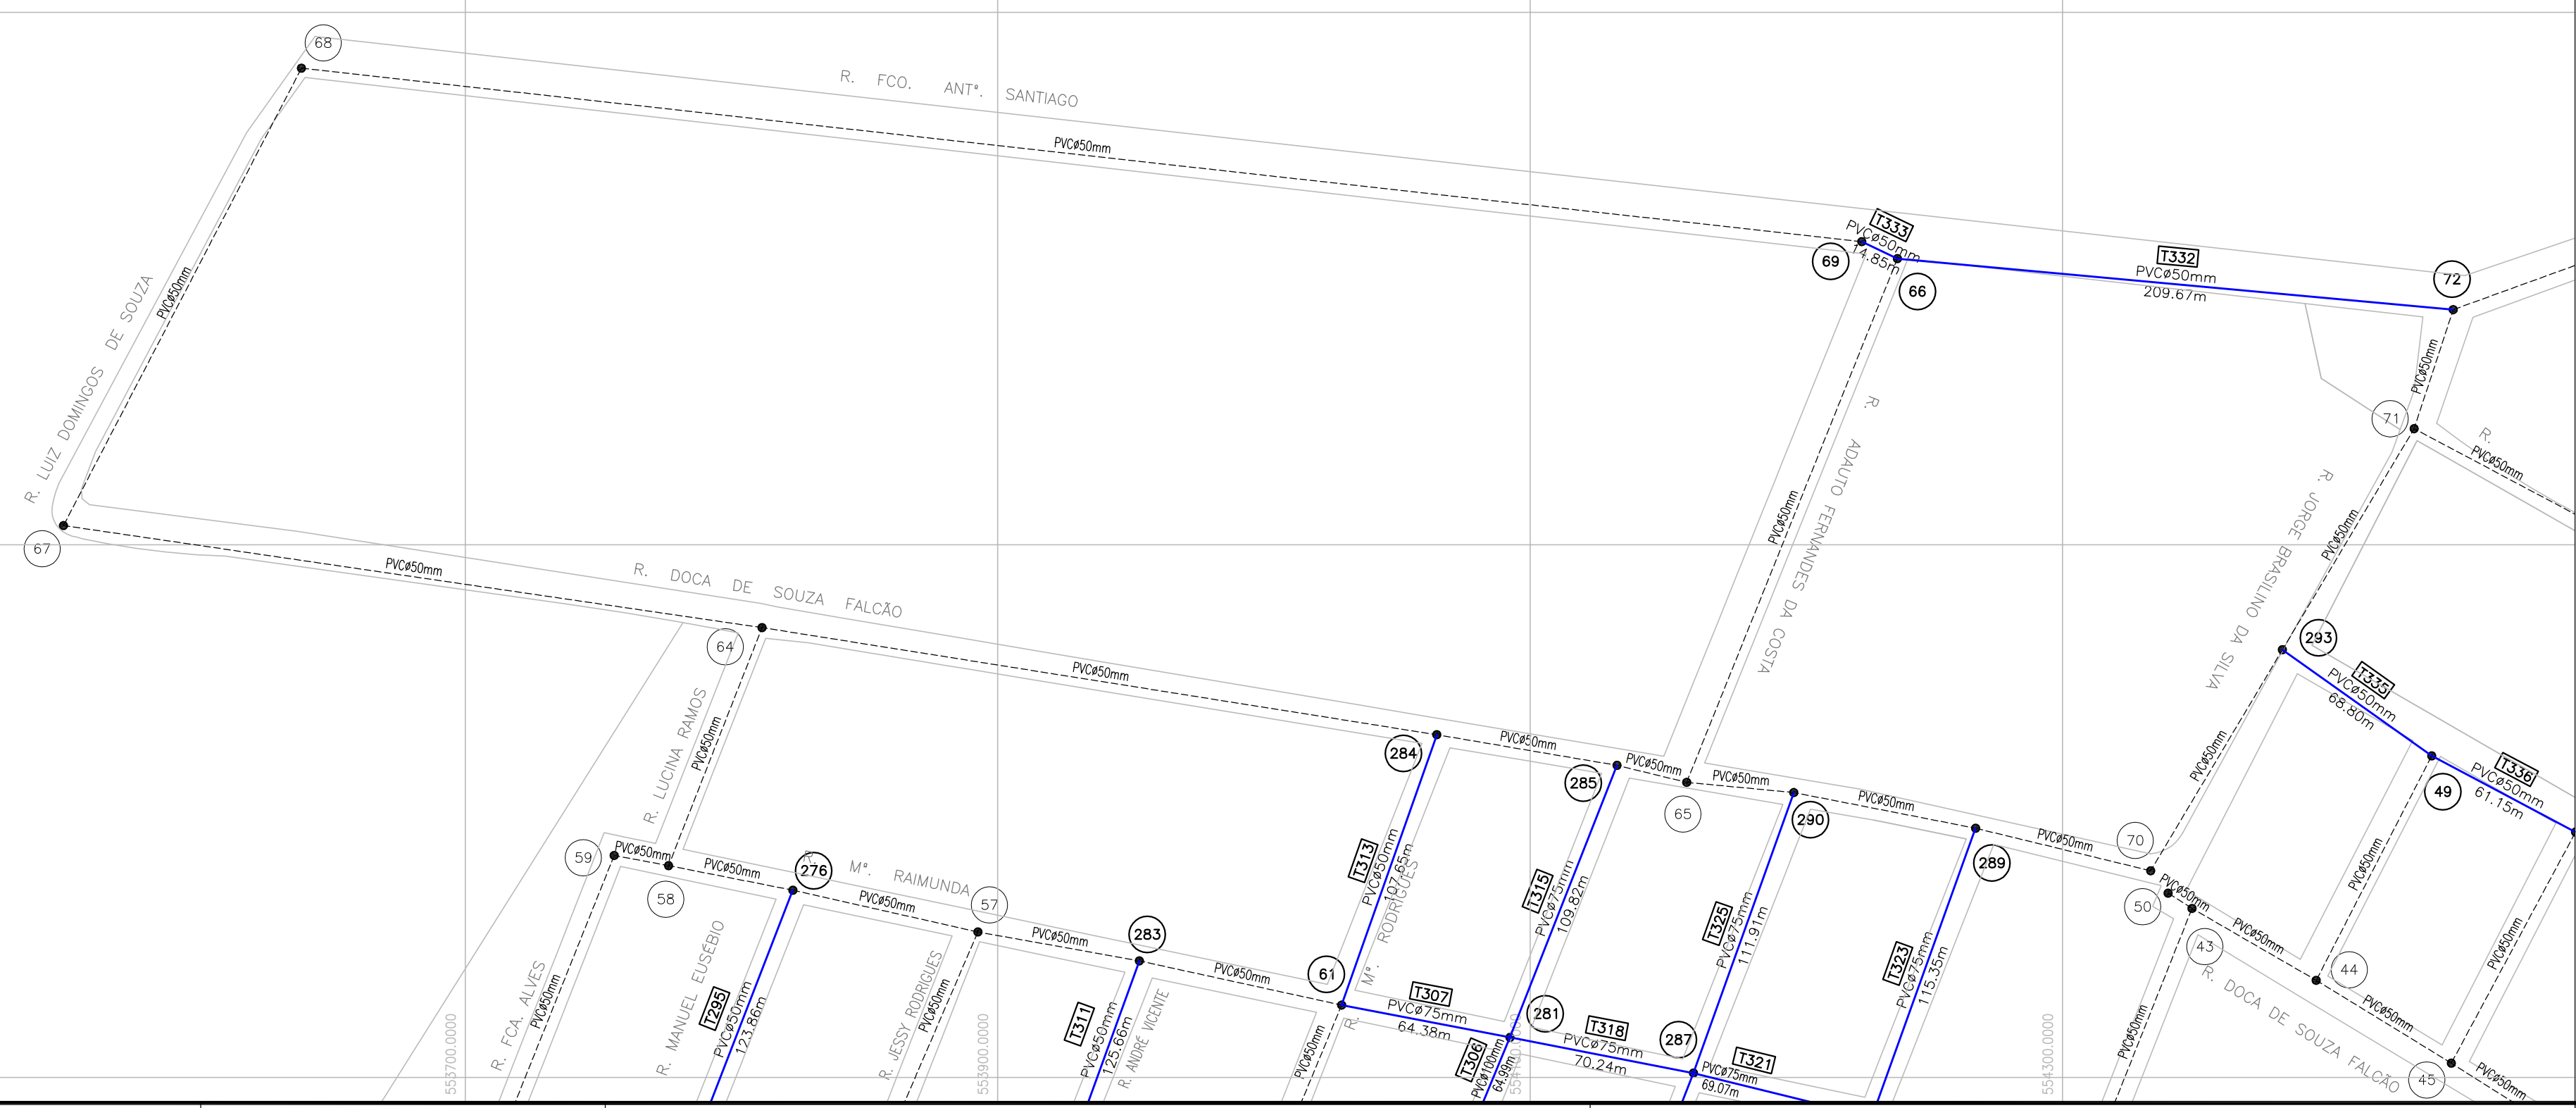 68
R. FCO. ANTº. SANTIAGO
PVCø50mm
T333
PVCø50mm
14.85m
69
66
T332
PVCø50mm
209.67m
72
R. LUIZ DOMINGOS DE SOUZA
PVCø50mm
67
PVCø50mm
R. DOCA DE SOUZA FALCÃO
64
PVCø50mm
R. ADAUTO FERNANDES DA COSTA
PVCø50mm
PVCø50mm
71
R.
PVCø50mm
R. JORGE BRASILINO DA SILVA
PVCø50mm
293
T335
PVCø50mm
68.80m
PVCø50mm
49
T336
PVCø50mm
61.15m
R. LUCINA RAMOS
PVCø50mm
284
PVCø50mm
285
PVCø50mm
65
PVCø50mm
290
PVCø50mm
289
PVCø50mm
70
59
PVCø50mm
58
PVCø50mm
276
R. Mª. RAIMUNDA
PVCø50mm
57
PVCø50mm
283
PVCø50mm
61
T313
PVCø50mm
107.65m
R. Mª. RODRIGUES
T315
PVCø75mm
109.82m
T325
PVCø75mm
111.91m
T323
PVCø75mm
115.35m
50
PVCø50mm
43
PVCø50mm
44
PVCø50mm
PVCø50mm
PVCø50mm
45
PVCø50mm
R. DOCA DE SOUZA FALCÃO
PVCø50mm
R. FCA. ALVES
PVCø50mm
R. MANUEL EUSÉBIO
T295
PVCø50mm
123.86m
R. JESSY RODRIGUES
PVCø50mm
T311
PVCø50mm
125.66m
R. ANDRÉ VICENTE
PVCø50mm
T307
PVCø75mm
64.38m
281
T306
PVCø100mm
64.99m
T318
PVCø75mm
70.24m
287
T321
PVCø75mm
69.07m
553700.0000
553900.0000
554100.0000
554300.0000